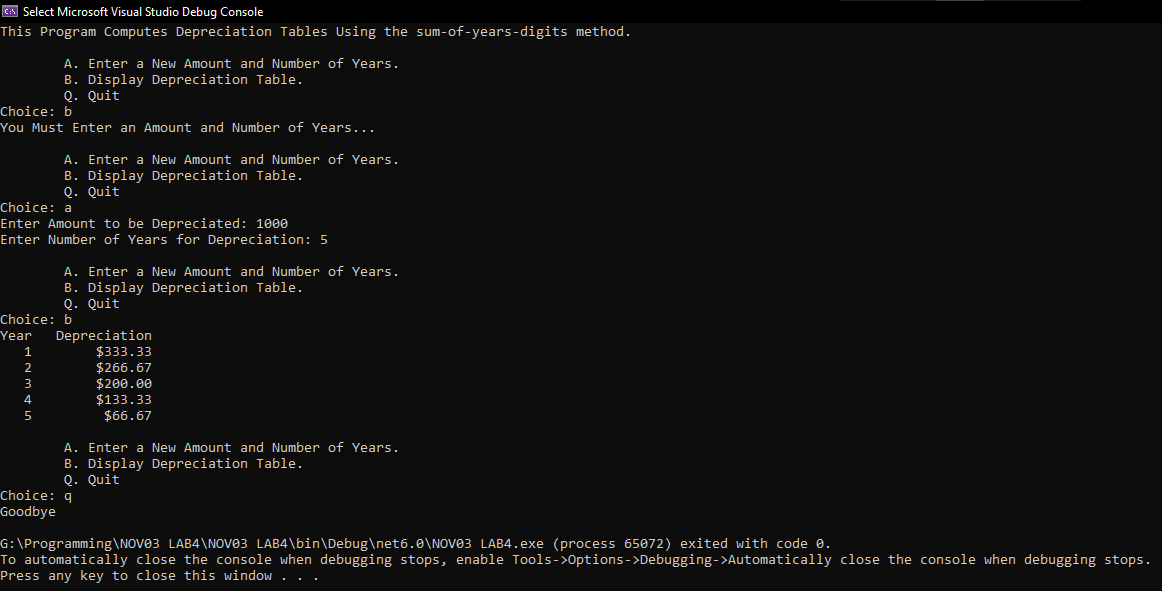 Select Microsoft Visual Studio Debug Console
This Program Computes Depreciation Tables Using the sum-of-years-digits method.
A. Enter a New Amount and Number of Years.
B. Display Depreciation Table.
Q. Quit
Choice: b
You Must Enter an Amount and Number of Years...
A. Enter a New Amount and Number of Years.
B. Display Depreciation Table.
Q. Quit
Choice: a
Enter Amount to be Depreciated: 1000
Enter Number of Years for Depreciation: 5
A. Enter a New Amount and Number of Years.
B. Display Depreciation Table.
Q. Quit
Choice: b
Year Depreciation
1 $333.33
2 $266.67
3 $200.00
4 $133.33
5 $66.67
A. Enter a New Amount and Number of Years.
B. Display Depreciation Table.
Q. Quit
Choice: q
Goodbye
G:\Programming\NOV03 LAB4\NOV03 LAB4\bin\Debug\net6.0\NOV03 LAB4.exe (process 65072) exited with code 0.
To automatically close the console when debugging stops, enable Tools->Options->Debugging->Automatically close the console when debugging stops.
Press any key to close this window . . .